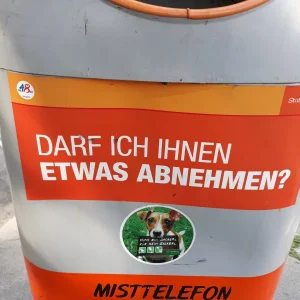 DARF ICH IHNEN
ETWAS ABNEHMEN?
MISTTELEFON